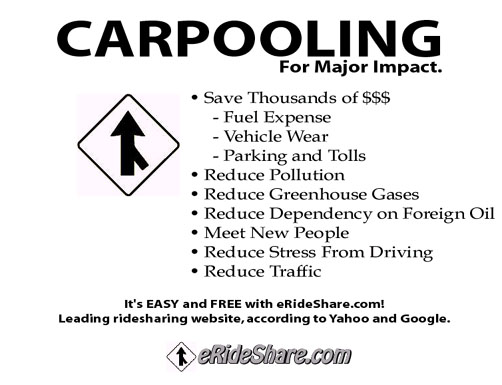 CARPOOLING
For Major Impact.
• Save Thousands of $$$
- Fuel Expense
- Vehicle Wear
- Parking and Tolls
• Reduce Pollution
• Reduce Greenhouse Gases
• Reduce Dependency on Foreign Oil
• Meet New People
• Reduce Stress From Driving
• Reduce Traffic
It's EASY and FREE with eRideShare.com!
Leading ridesharing website, according to Yahoo and Google.
eRideShare.com